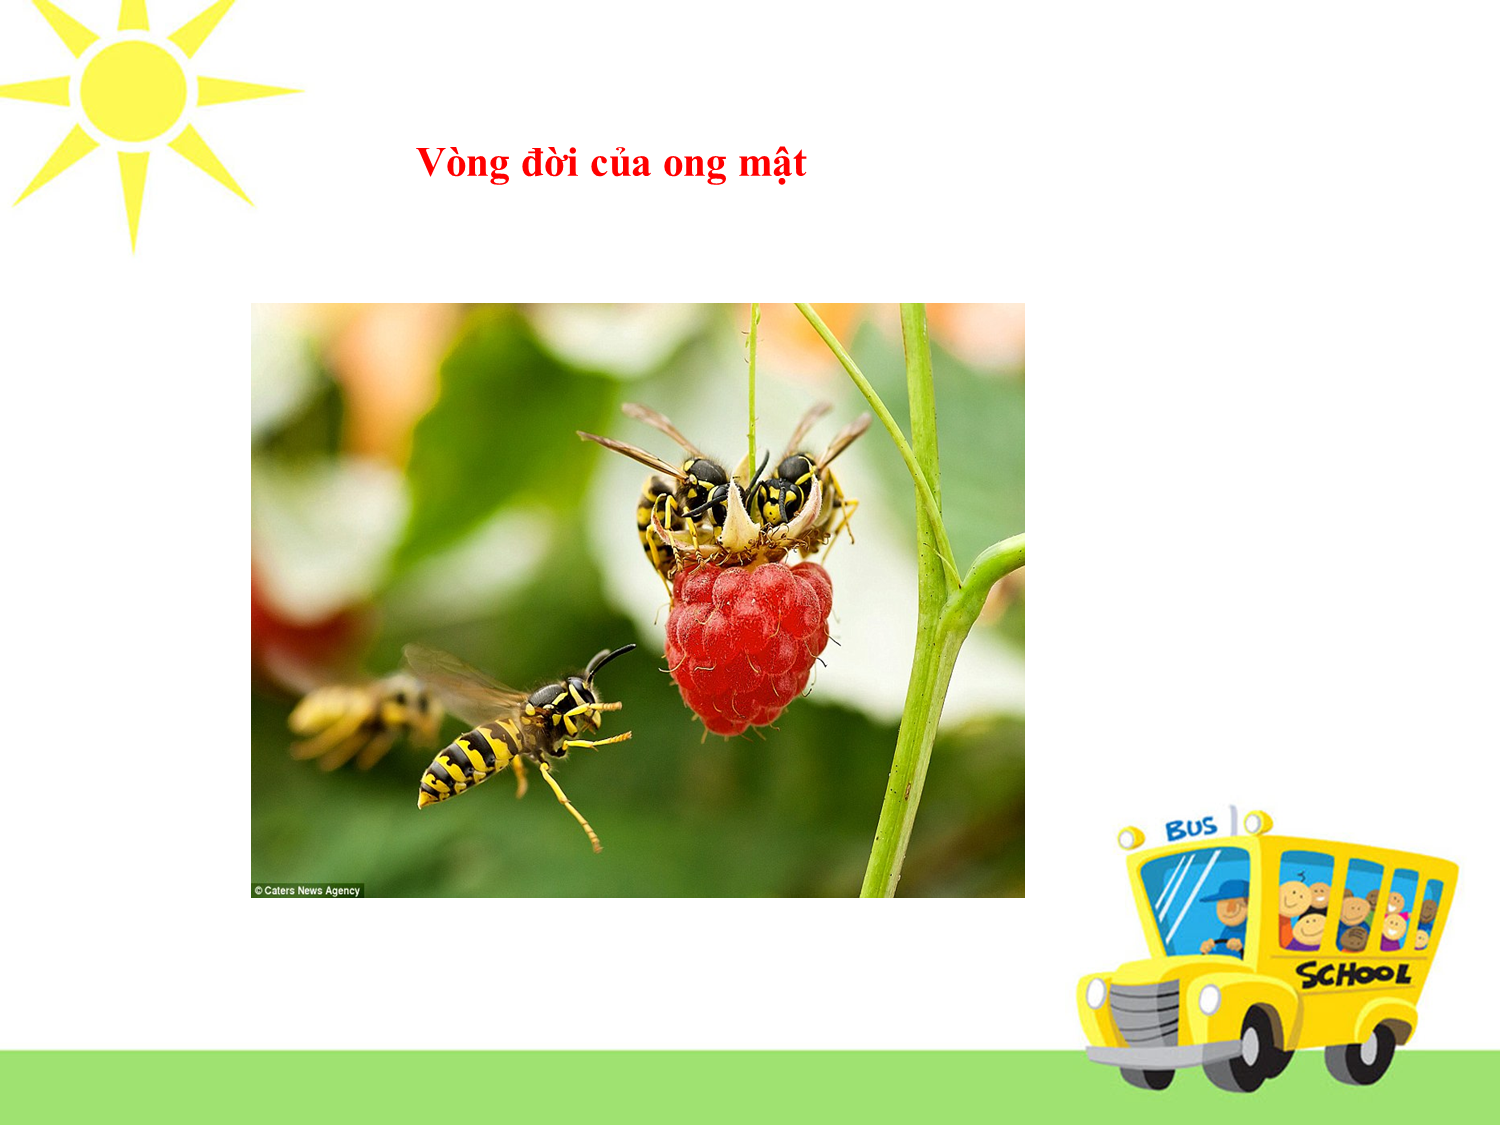 Vòng đời của ong mật
© Caters News Agency
BUS
SCHOOL